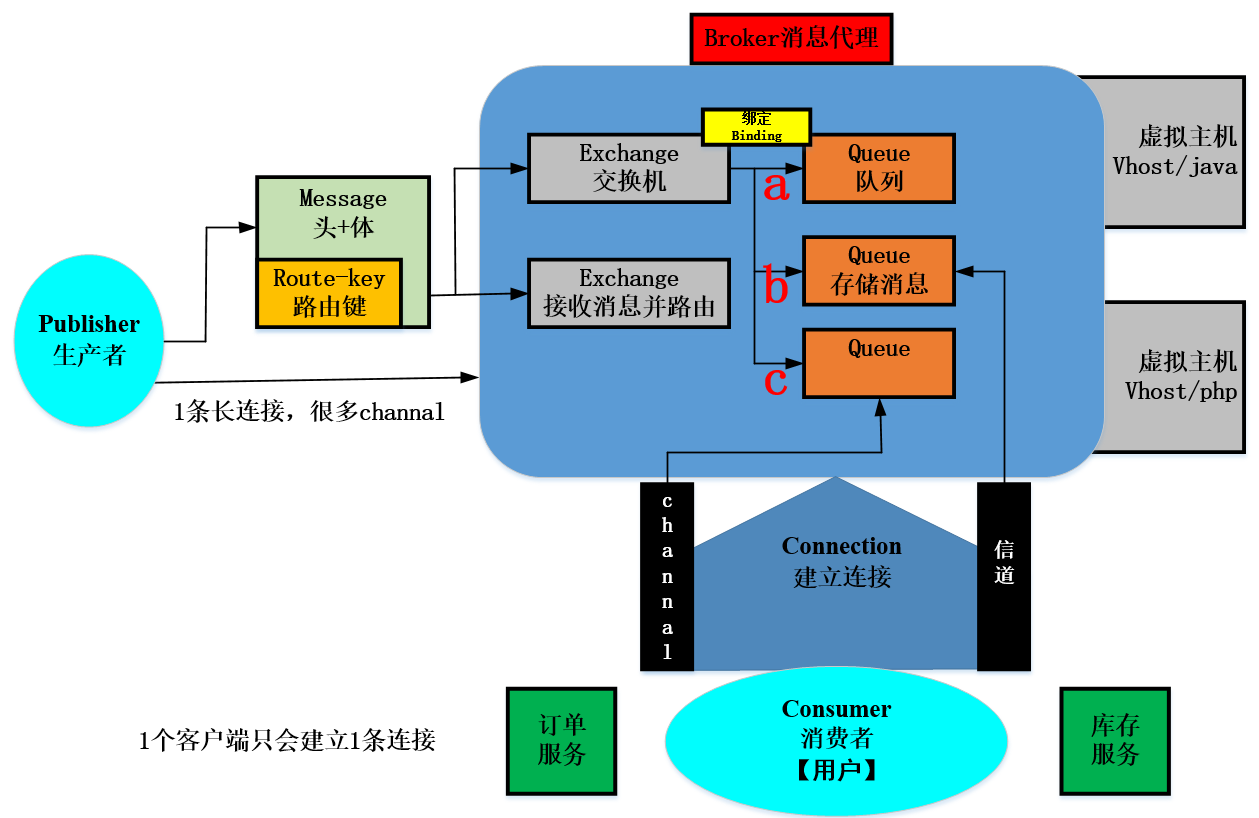 Broker消息代理
绑定
Binding
Exchange
交换机
a
Queue
队列
虚拟主机
Vhost/java
Message
头+体
Route-key
路由键
Exchange
接收消息并路由
b
Queue
存储消息
Publisher
生产者
c
Queue
虚拟主机
Vhost/php
1条长连接，很多channal
channal
Connection
建立连接
信道
1个客户端只会建立1条连接
订单
服务
Consumer
消费者
【用户】
库存
服务